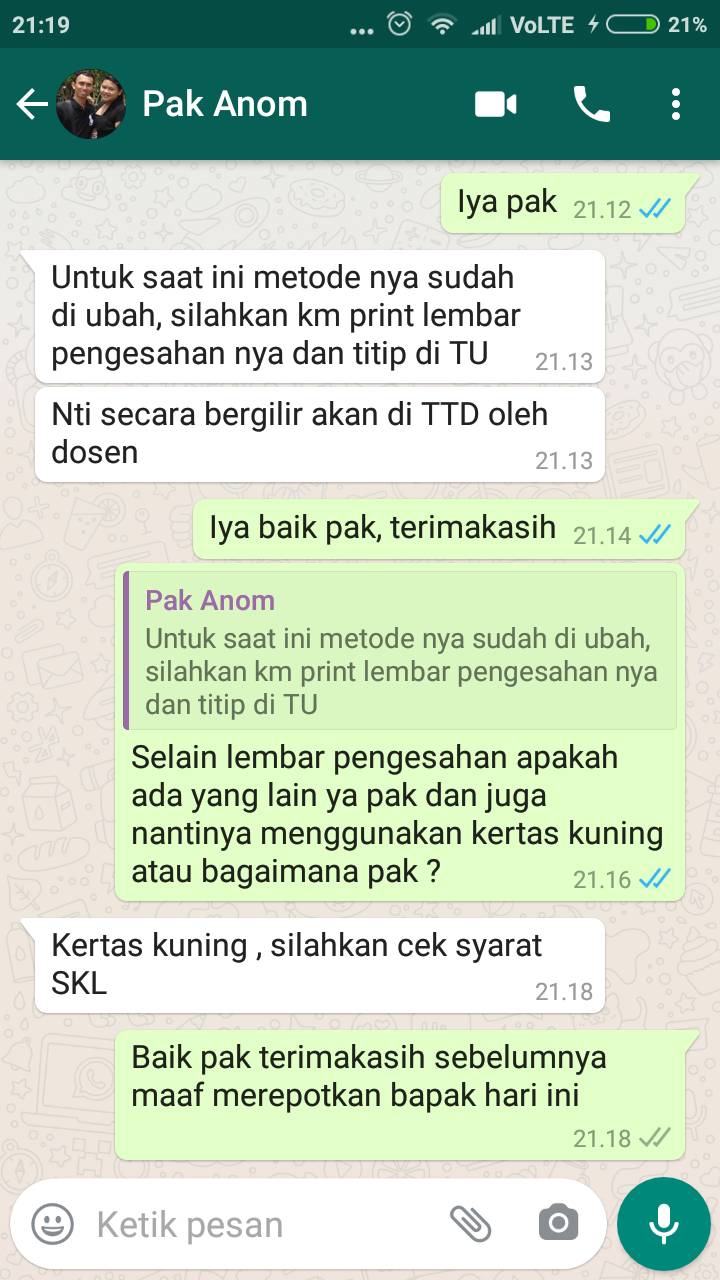 21:19
... VoLTE 21%
Pak Anom
Iya pak 21.12
Untuk saat ini metode nya sudah
di ubah, silahkan km print lembar
pengesahan nya dan titip di TU 21.13
Nti secara bergilir akan di TTD oleh
dosen 21.13
Iya baik pak, terimakasih 21.14
Pak Anom
Untuk saat ini metode nya sudah di ubah,
silahkan km print lembar pengesahan nya
dan titip di TU
Selain lembar pengesahan apakah
ada yang lain ya pak dan juga
nantinya menggunakan kertas kuning
atau bagaimana pak ? 21.16
Kertas kuning , silahkan cek syarat
SKL 21.18
Baik pak terimakasih sebelumnya
maaf merepotkan bapak hari ini
21.18
Ketik pesan